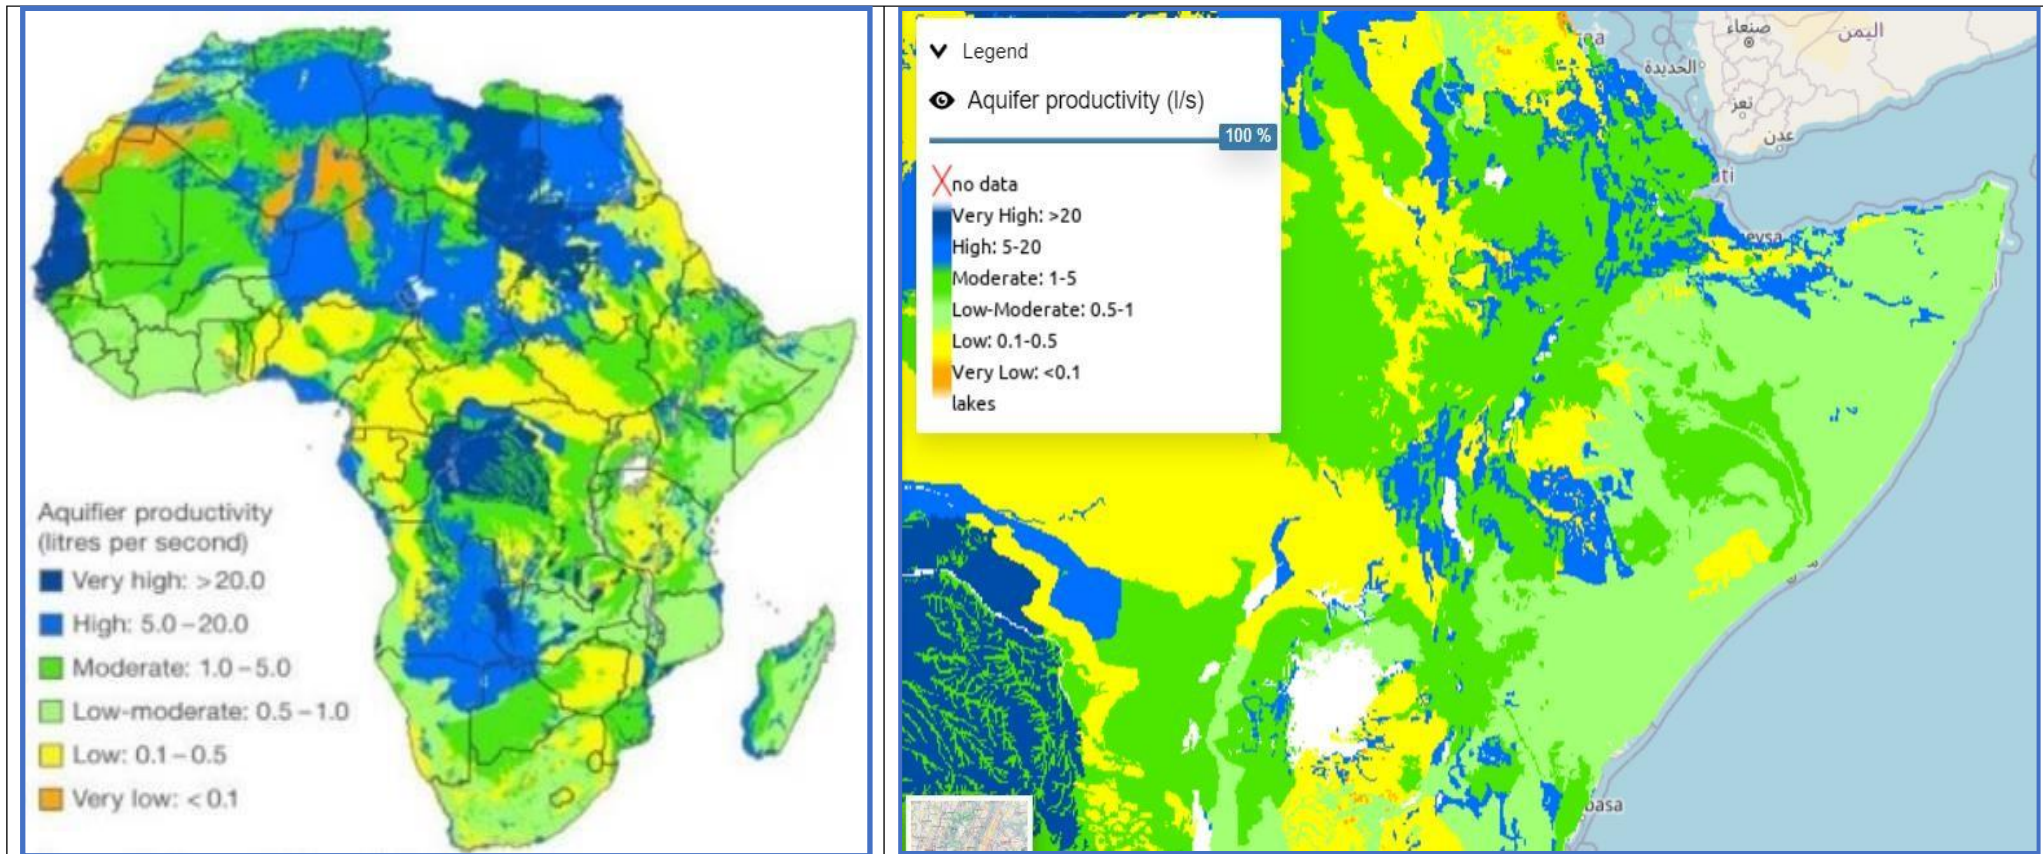 Aquifier productivity
(litres per second)
Very high: >20.0
High: 5.0–20.0
Moderate: 1.0–5.0
Low-moderate: 0.5–1.0
Low: 0.1–0.5
Very low: <0.1
Legend
Aquifer productivity (l/s)
100 %
no data
Very High: >20
High: 5-20
Moderate: 1-5
Low-Moderate: 0.5-1
Low: 0.1-0.5
Very Low: <0.1
lakes
صنعاء
اليمن
الحديدة
تعز
عدن